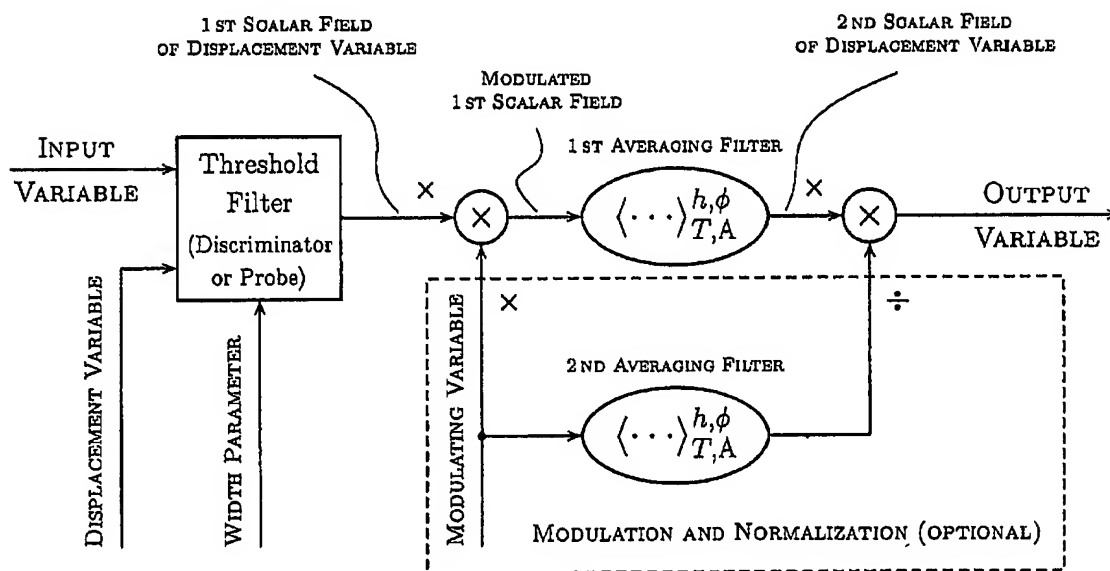 1ST SCALAR FIELD
OF DISPLACEMENT VARIABLE
2ND SCALAR FIELD
OF DISPLACEMENT VARIABLE
MODULATED
1ST SCALAR FIELD
INPUT
VARIABLE
Threshold
Filter
(Discriminator
or Probe)
×
×
1ST AVERAGING FILTER
⟨···⟩ h,ϕ T,A
×
×
OUTPUT
VARIABLE
DISPLACEMENT VARIABLE
WIDTH PARAMETER
MODULATING VARIABLE
×
÷
2ND AVERAGING FILTER
⟨···⟩ h,ϕ T,A
MODULATION AND NORMALIZATION (OPTIONAL)